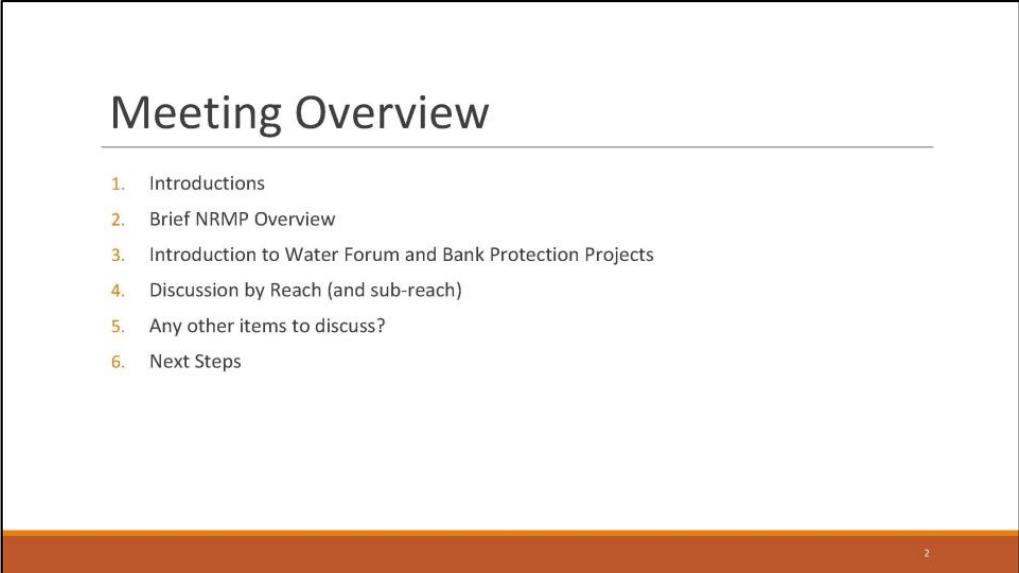 Meeting Overview
1. Introductions
2. Brief NRMP Overview
3. Introduction to Water Forum and Bank Protection Projects
4. Discussion by Reach (and sub-reach)
5. Any other items to discuss?
6. Next Steps
2